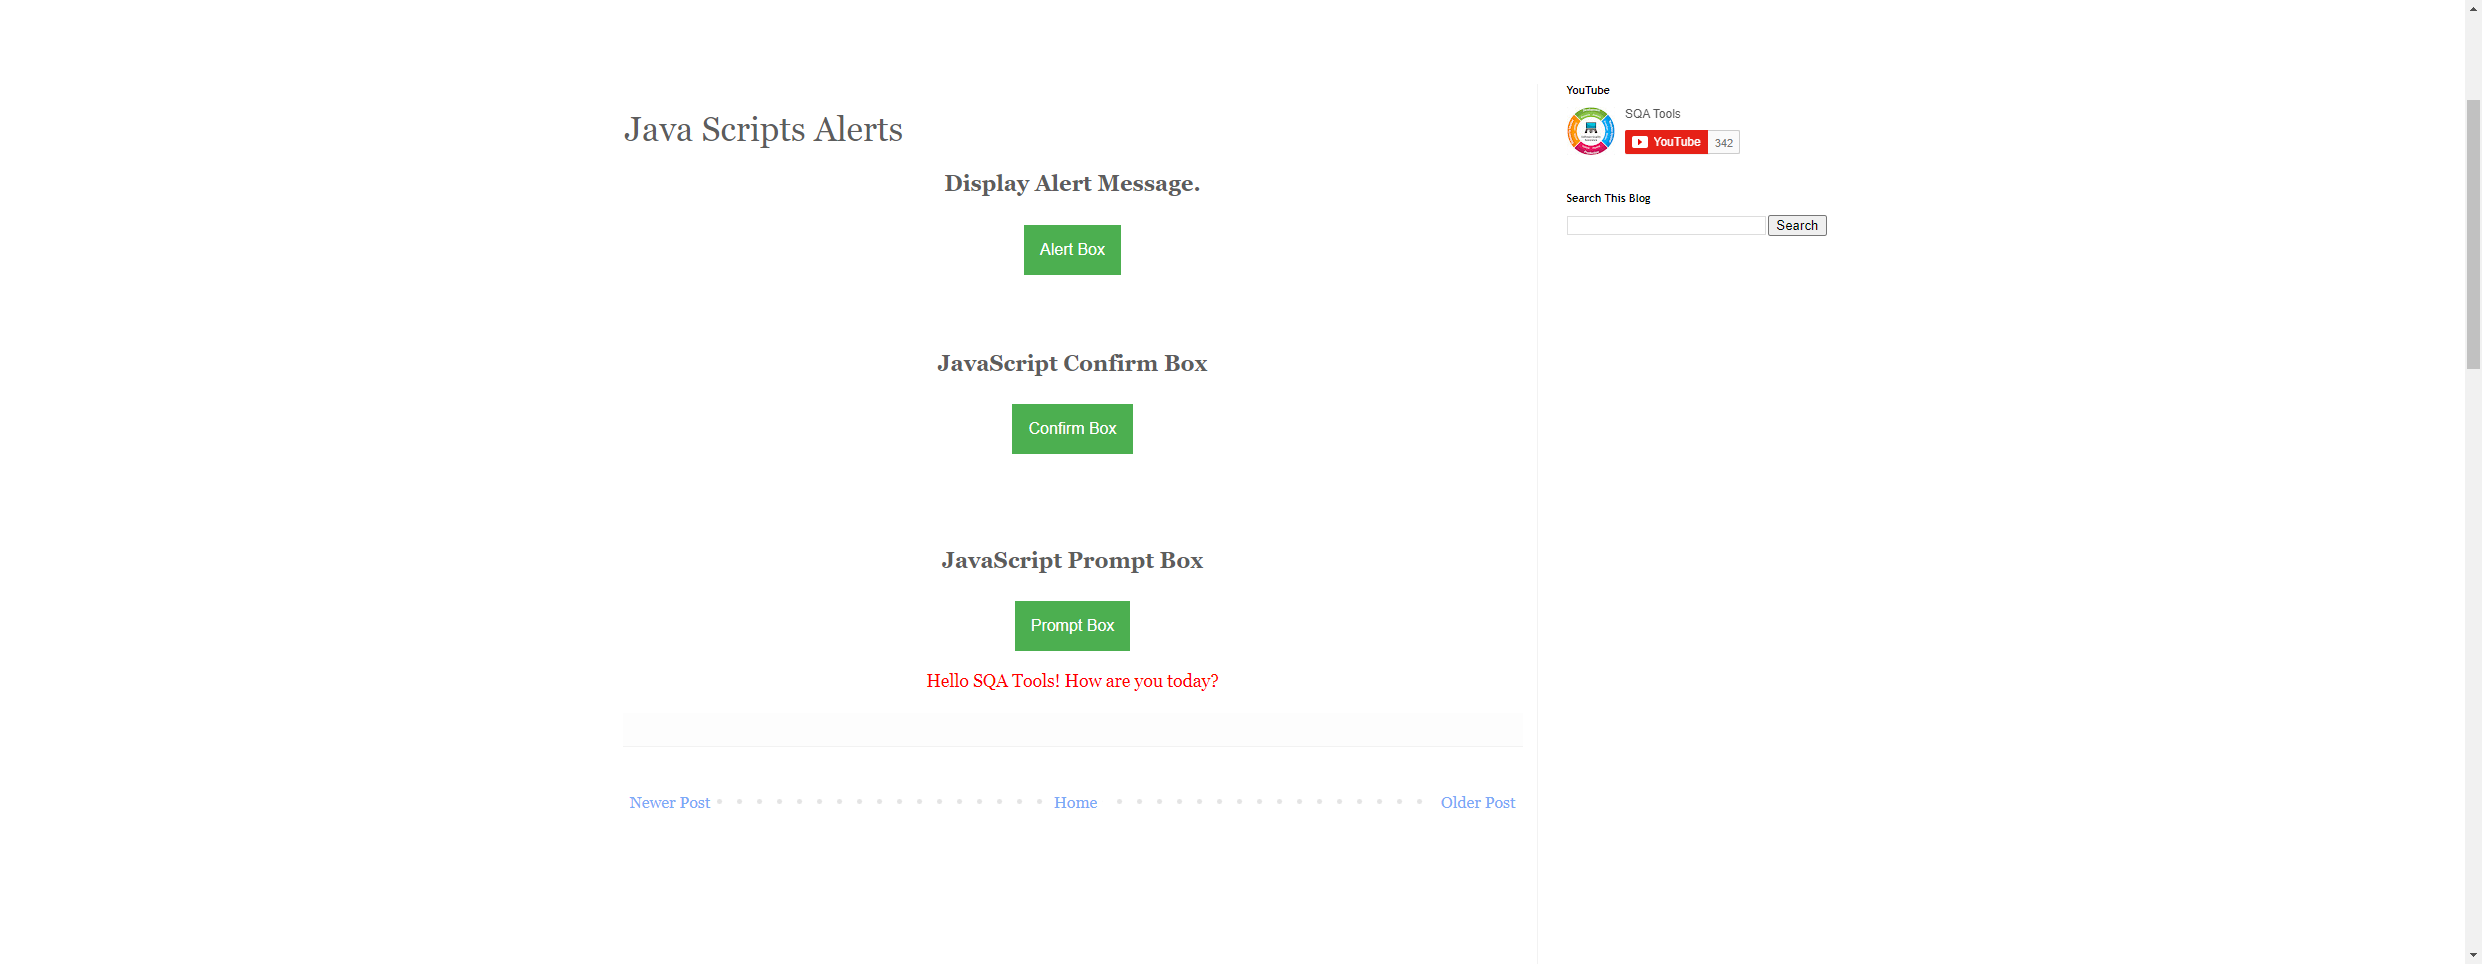 Java Scripts Alerts
Display Alert Message.
Alert Box
JavaScript Confirm Box
Confirm Box
JavaScript Prompt Box
Prompt Box
Hello SQA Tools! How are you today?
Newer Post
Home
Older Post
YouTube
SQA Tools
YouTube
342
Search This Blog
Search